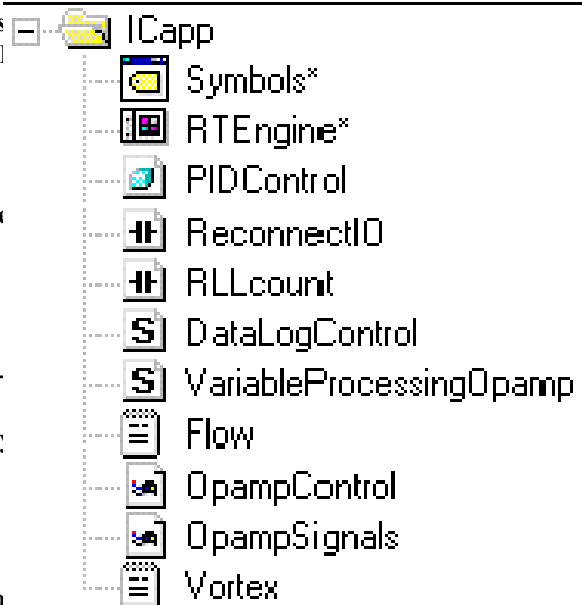 ICapp
Symbols*
RTEngine*
PIDControl
ReconnectIO
RLLcount
S DataLogControl
S VariableProcessingOpamp
Flow
OpampControl
OpampSignals
Vortex